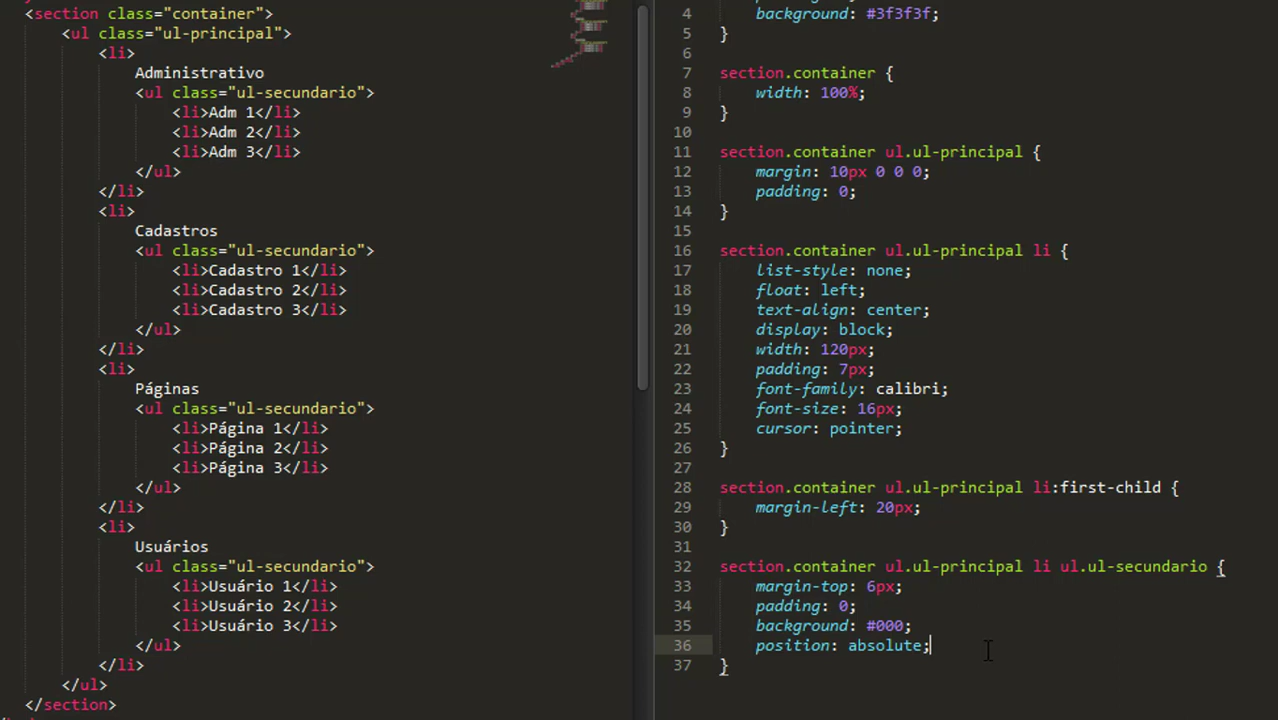 <section class="container">
<ul class="ul-principal">
<li>
Administrativo
<ul class="ul-secundario">
<li>Adm 1</li>
<li>Adm 2</li>
<li>Adm 3</li>
</ul>
</li>
<li>
Cadastros
<ul class="ul-secundario">
<li>Cadastro 1</li>
<li>Cadastro 2</li>
<li>Cadastro 3</li>
</ul>
</li>
<li>
Páginas
<ul class="ul-secundario">
<li>Página 1</li>
<li>Página 2</li>
<li>Página 3</li>
</ul>
</li>
<li>
Usuários
<ul class="ul-secundario">
<li>Usuário 1</li>
<li>Usuário 2</li>
<li>Usuário 3</li>
</ul>
</li>
</ul>
</section>
4 background: #3f3f3f;
5 }
6
7 section.container {
8 width: 100%;
9 }
10
11 section.container ul.ul-principal {
12 margin: 10px 0 0 0;
13 padding: 0;
14 }
15
16 section.container ul.ul-principal li {
17 list-style: none;
18 float: left;
19 text-align: center;
20 display: block;
21 width: 120px;
22 padding: 7px;
23 font-family: calibri;
24 font-size: 16px;
25 cursor: pointer;
26 }
27
28 section.container ul.ul-principal li:first-child {
29 margin-left: 20px;
30 }
31
32 section.container ul.ul-principal li ul.ul-secundario {
33 margin-top: 6px;
34 padding: 0;
35 background: #000;
36 position: absolute;
37 }